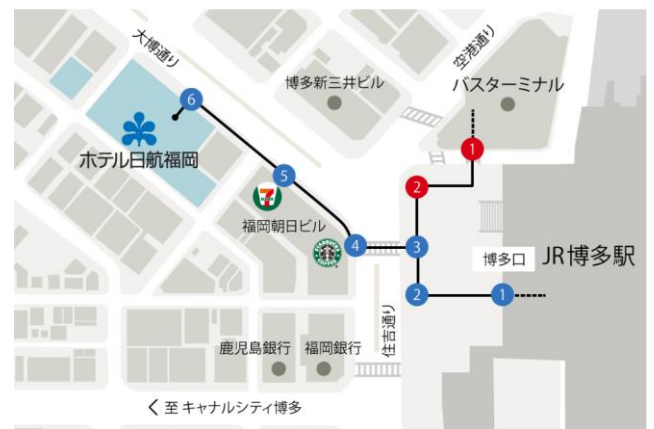 大博通り
空港通り
博多新三井ビル
バスターミナル
6
1
ホテル日航福岡
5
2
7
福岡朝日ビル
4
3
博多口
JR博多駅
2
1
住吉通り
鹿児島銀行
福岡銀行
く 至 キャナルシティ博多